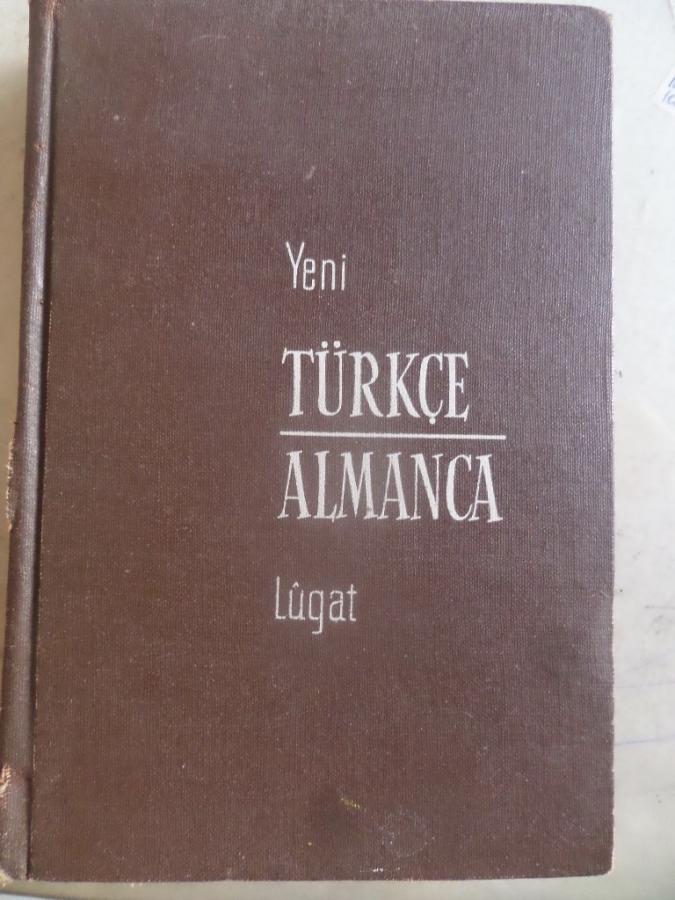 Yeni
TÜRKÇE
ALMANCA
Lûgat